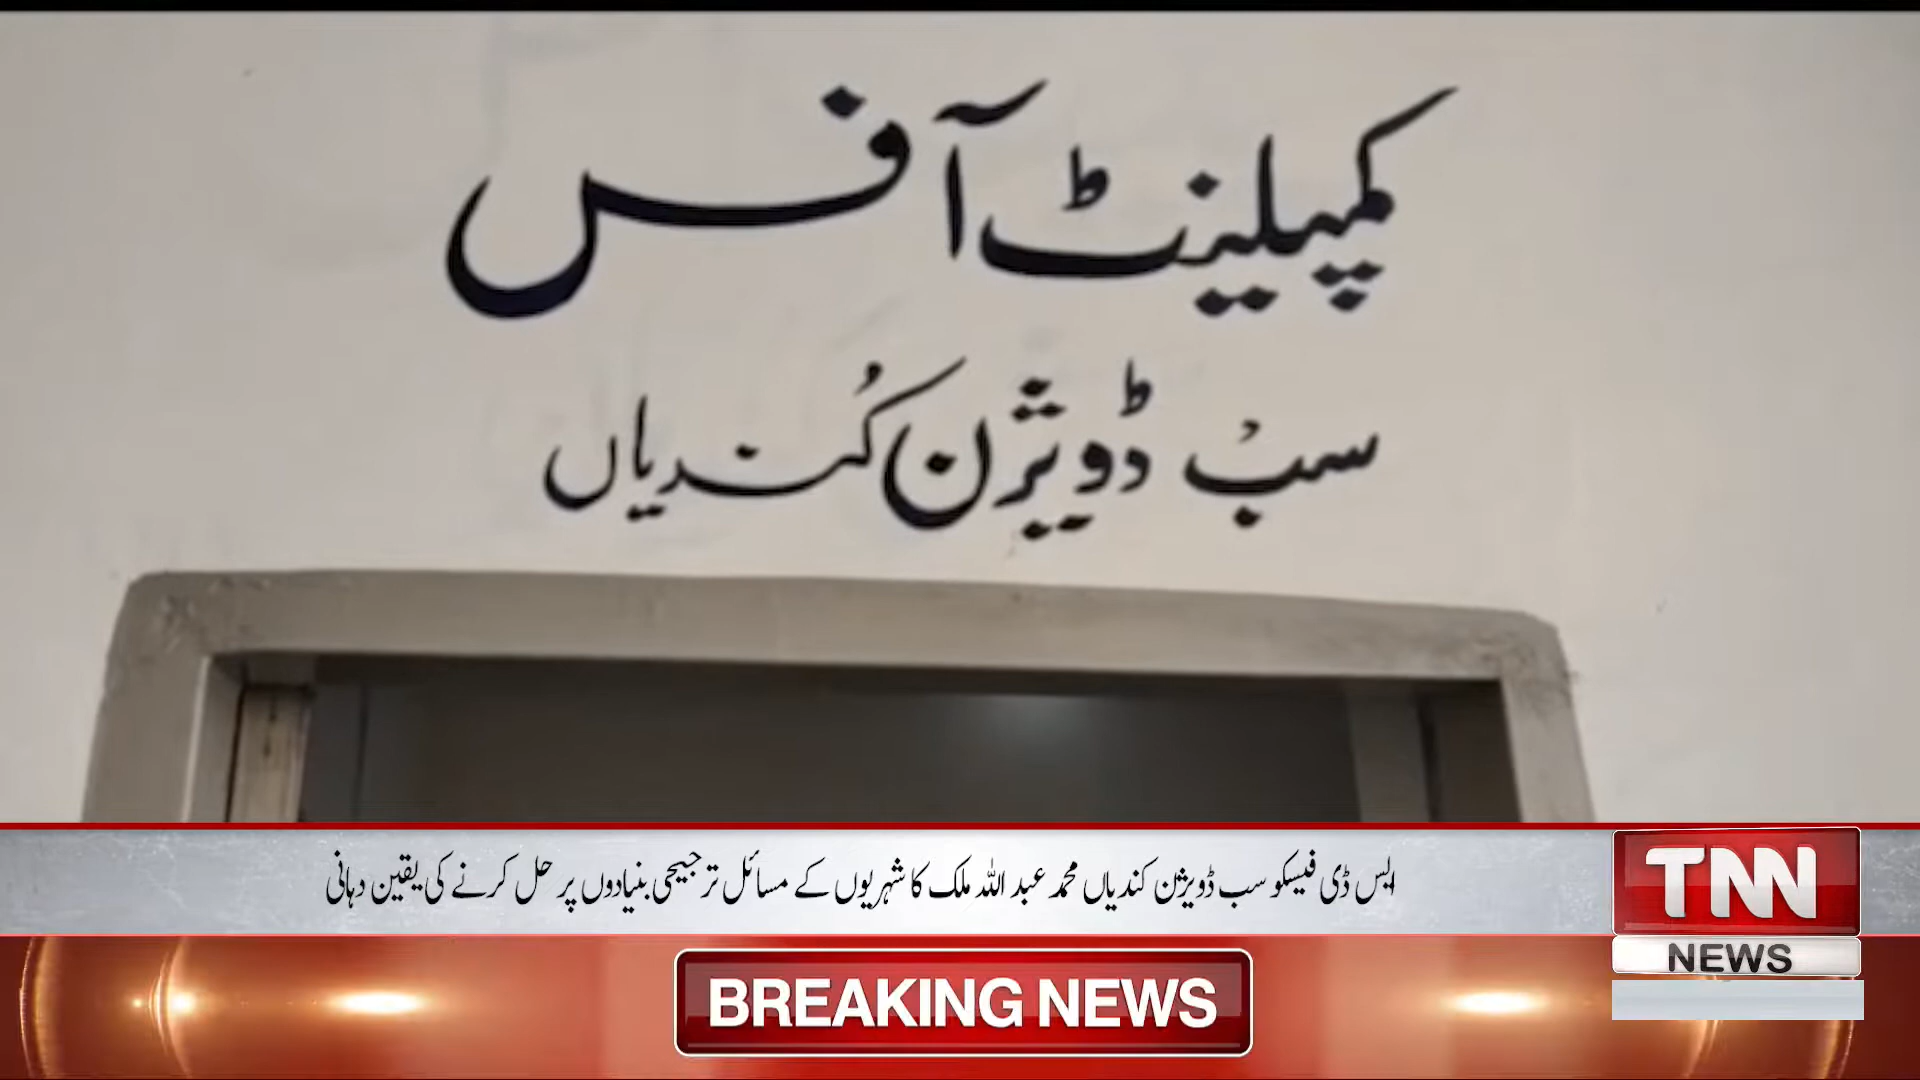 کمپلینٹ آفس
سب ڈویژن کُندیاں
ایس ڈی فیسکو سب ڈویژن کندیاں محمد عبد اللہ ملک کا شہریوں کے مسائل ترجیحی بنیادوں پر حل کرنے کی یقین دہانی
TNN
NEWS
BREAKING NEWS